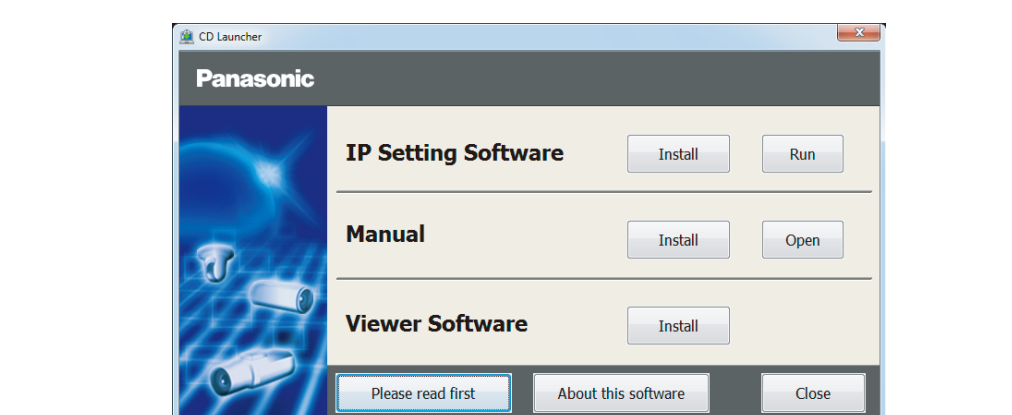 CD Launcher
x
Panasonic
IP Setting Software Install Run
Manual Install Open
Viewer Software Install
Please read first About this software Close